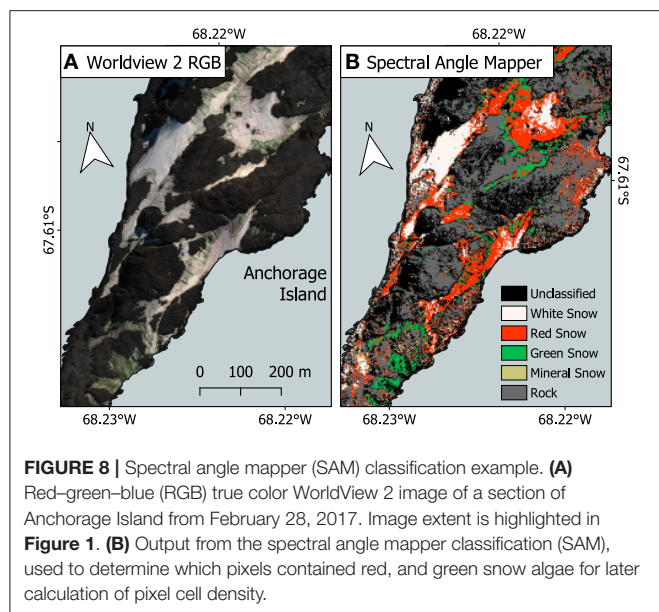 68.22°W
68.22°W
A Worldview 2 RGB
B Spectral Angle Mapper
N
N
67.61°S
67.61°S
Anchorage
Island
0 100 200 m
Unclassified
White Snow
Red Snow
Green Snow
Mineral Snow
Rock
68.23°W
68.22°W
68.23°W
68.22°W
FIGURE 8 | Spectral angle mapper (SAM) classification example. (A)
Red–green–blue (RGB) true color WorldView 2 image of a section of
Anchorage Island from February 28, 2017. Image extent is highlighted in
Figure 1. (B) Output from the spectral angle mapper classification (SAM),
used to determine which pixels contained red, and green snow algae for later
calculation of pixel cell density.